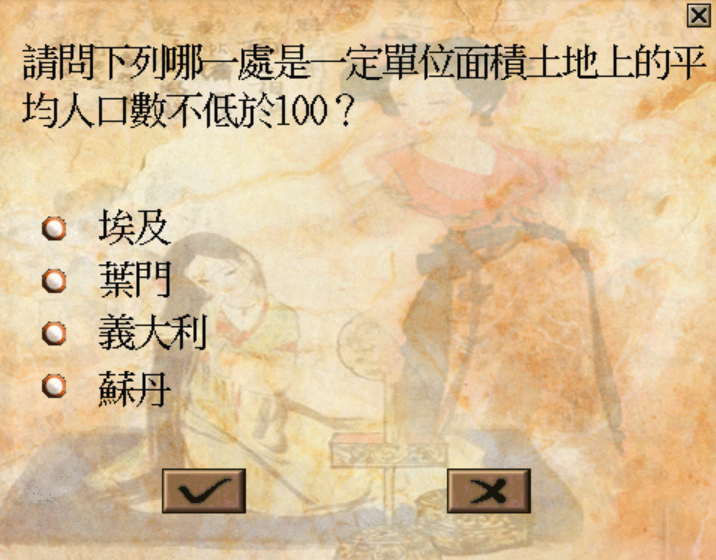 請問下列哪一處是一定單位面積土地上的平
均人口數不低於100？
埃及
葉門
義大利
蘇丹